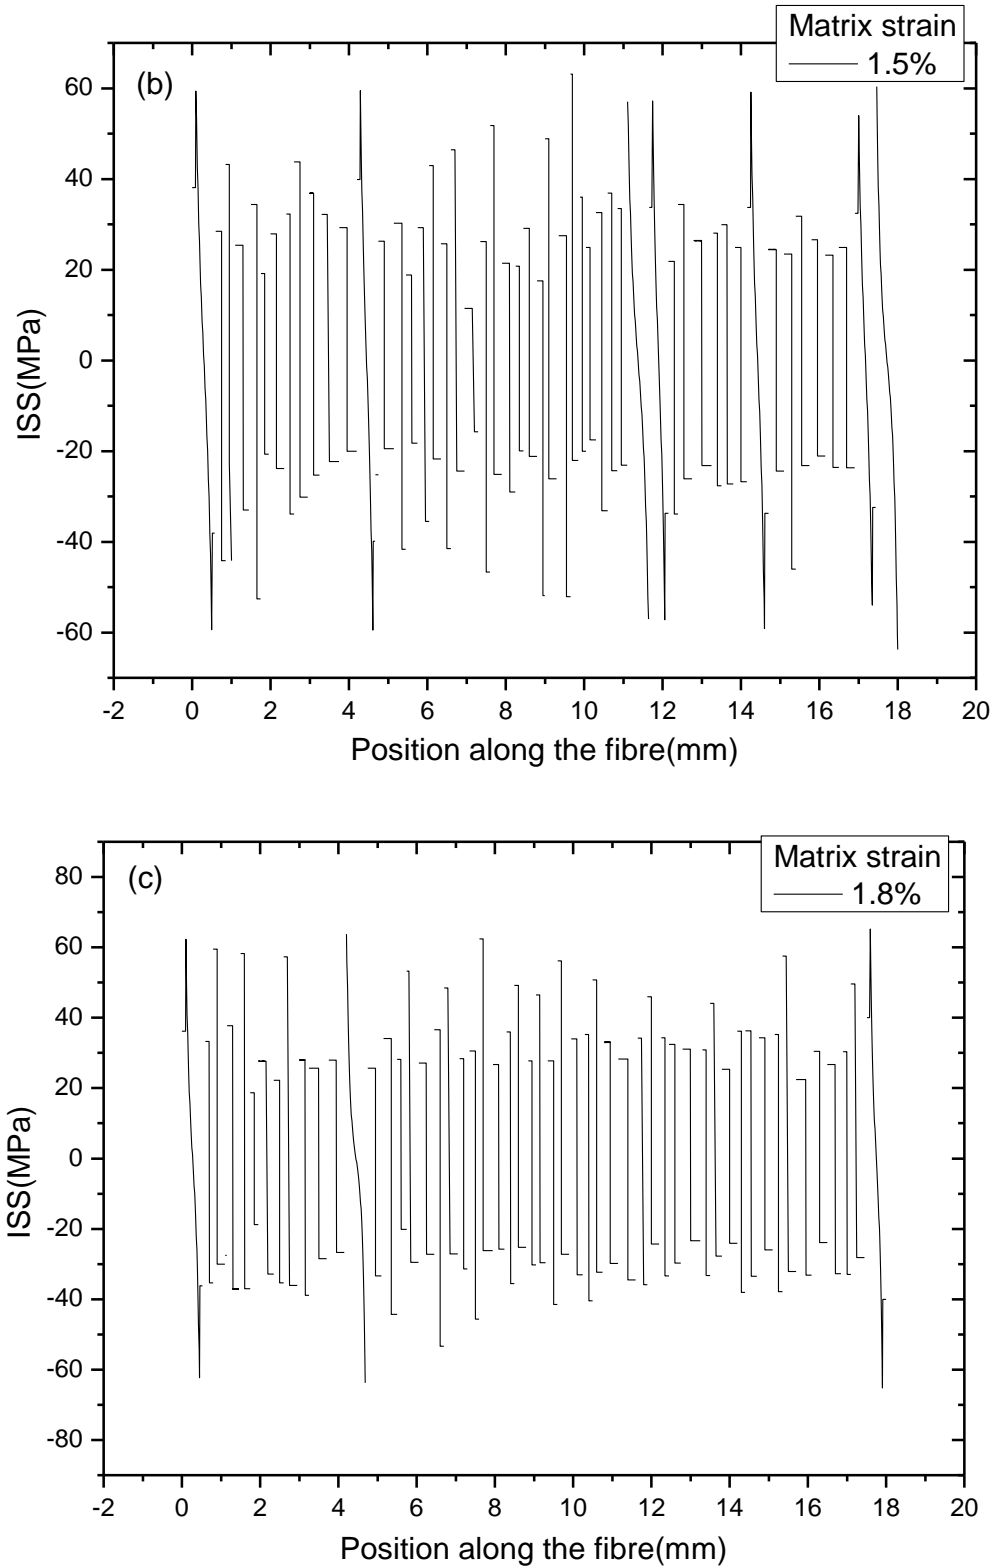 Matrix strain
1.5%
(b)
60
40
20
0
-20
-40
-60
ISS(MPa)
-2 0 2 4 6 8 10 12 14 16 18 20
Position along the fibre(mm)
Matrix strain
1.8%
(c)
80
60
40
20
0
-20
-40
-60
-80
ISS(MPa)
-2 0 2 4 6 8 10 12 14 16 18 20
Position along the fibre(mm)